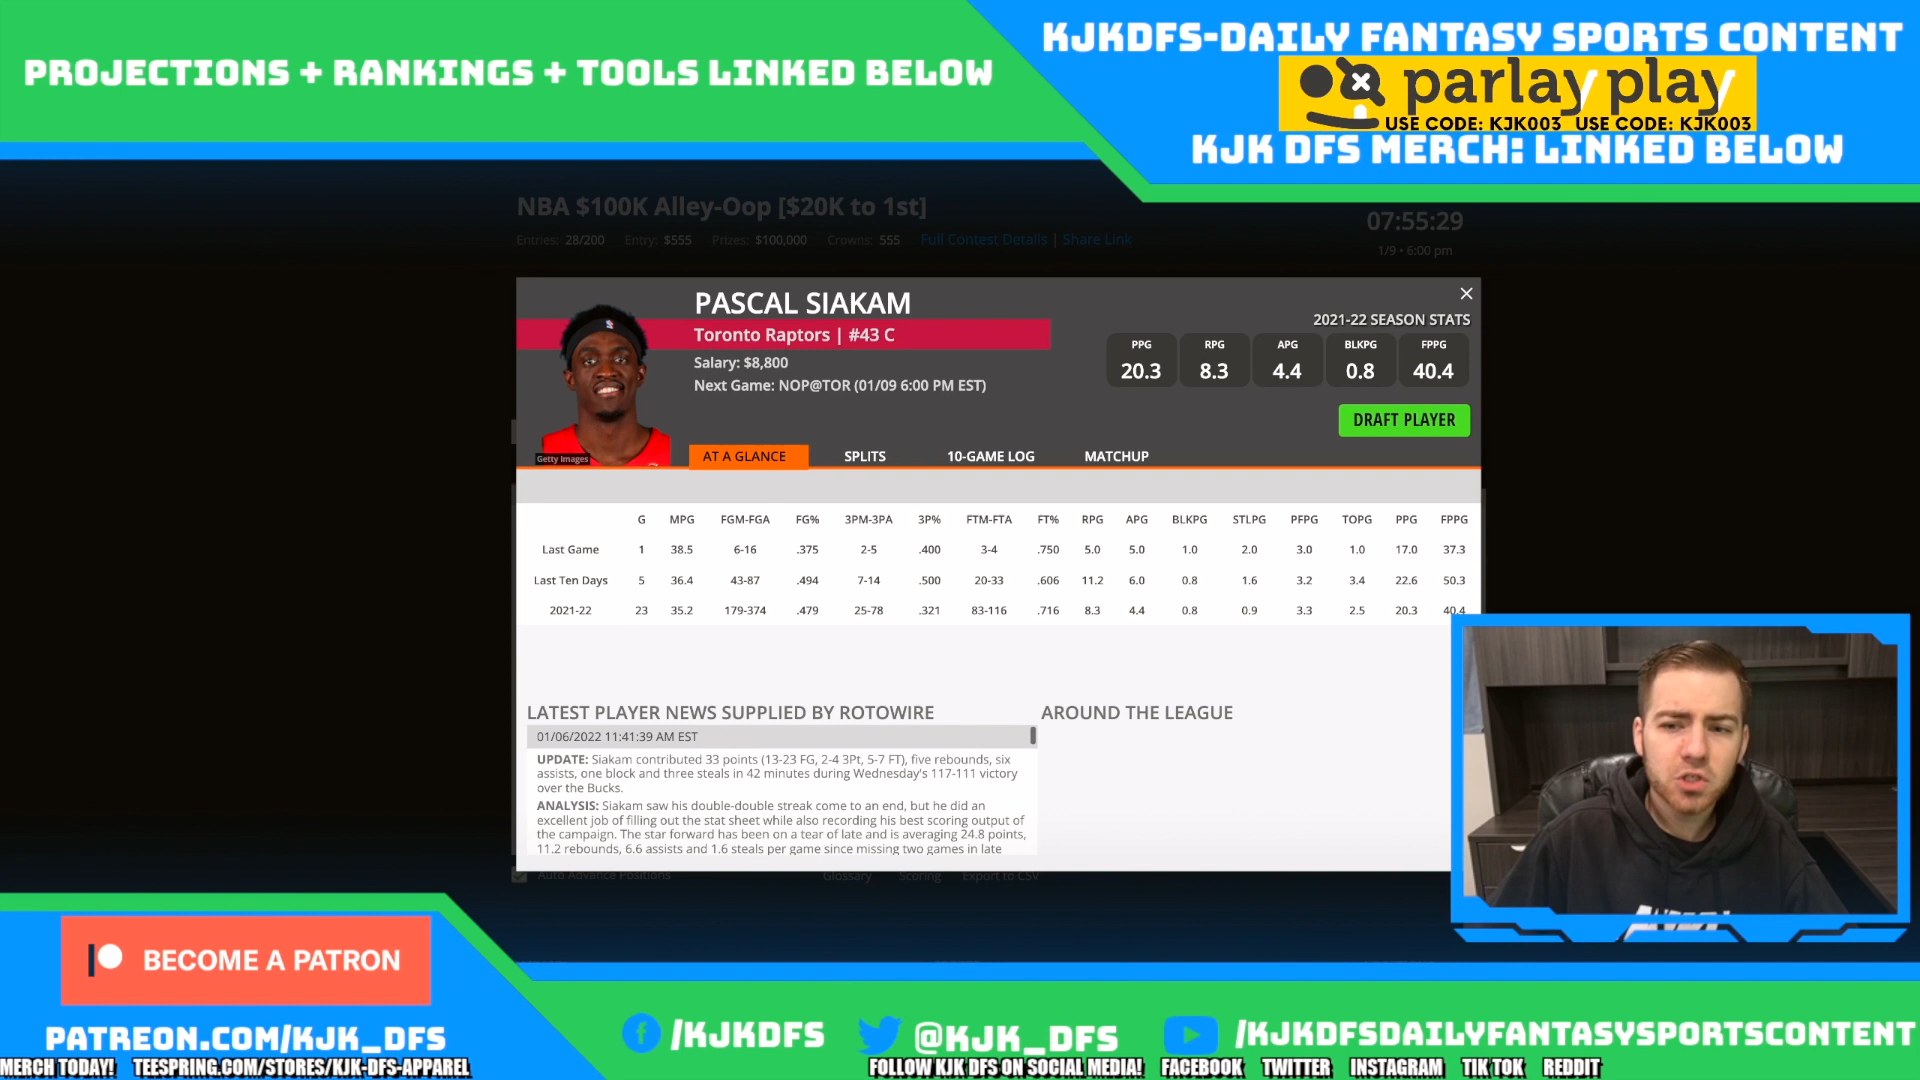 PROJECTIONS + RANKINGS + TOOLS LINKED BELOW
KJKDFS-DAILY FANTASY SPORTS CONTENT
parlay play
USE CODE: KJK003 USE CODE: KJK003
KJK DFS MERCH: LINKED BELOW
NBA $100K Alley-Oop [$20K to 1st]
07:55:29
Entries: 28/200 Entry: $555 Prizes: $100,000 Crowns: 555 Full Contest Details | Share Link
1/9 • 6:00 pm
PASCAL SIAKAM
Toronto Raptors | #43 C
Salary: $8,800
Next Game: NOP@TOR (01/09 6:00 PM EST)
2021-22 SEASON STATS
PPG RPG APG BLKPG FPPG
20.3 8.3 4.4 0.8 40.4
DRAFT PLAYER
Getty Images
AT A GLANCE SPLITS 10-GAME LOG MATCHUP
G MPG FGM-FGA FG% 3PM-3PA 3P% FTM-FTA FT% RPG APG BLKPG STLPG PFPG TOPG PPG FPPG
Last Game 1 38.5 6-16 .375 2-5 .400 3-4 .750 5.0 5.0 1.0 2.0 3.0 1.0 17.0 37.3
Last Ten Days 5 36.4 43-87 .494 7-14 .500 20-33 .606 11.2 6.0 0.8 1.6 3.2 3.4 22.6 50.3
2021-22 23 35.2 179-374 .479 25-78 .321 83-116 .716 8.3 4.4 0.8 0.9 3.3 2.5 20.3 40.4
LATEST PLAYER NEWS SUPPLIED BY ROTOWIRE
AROUND THE LEAGUE
01/06/2022 11:41:39 AM EST
UPDATE: Siakam contributed 33 points (13-23 FG, 2-4 3Pt, 5-7 FT), five rebounds, six
assists, one block and three steals in 42 minutes during Wednesday's 117-111 victory
over the Bucks.
ANALYSIS: Siakam saw his double-double streak come to an end, but he did an
excellent job of filling out the stat sheet while also recording his best scoring output of
the campaign. The star forward has been on a tear of late and is averaging 24.8 points,
11.2 rebounds, 6.6 assists and 1.6 steals per game since missing two games in late
Auto Advance Positions Glossary Scoring Export to CSV
BECOME A PATRON
PATREON.COM/KJK_DFS
/KJKDFS @KJK_DFS /KJKDFSDAILYFANTASYSPORTSCONTENT
MERCH TODAY! TEESPRING.COM/STORES/KJK-DFS-APPAREL
FOLLOW KJK DFS ON SOCIAL MEDIA! FACEBOOK TWITTER INSTAGRAM TIK TOK REDDIT